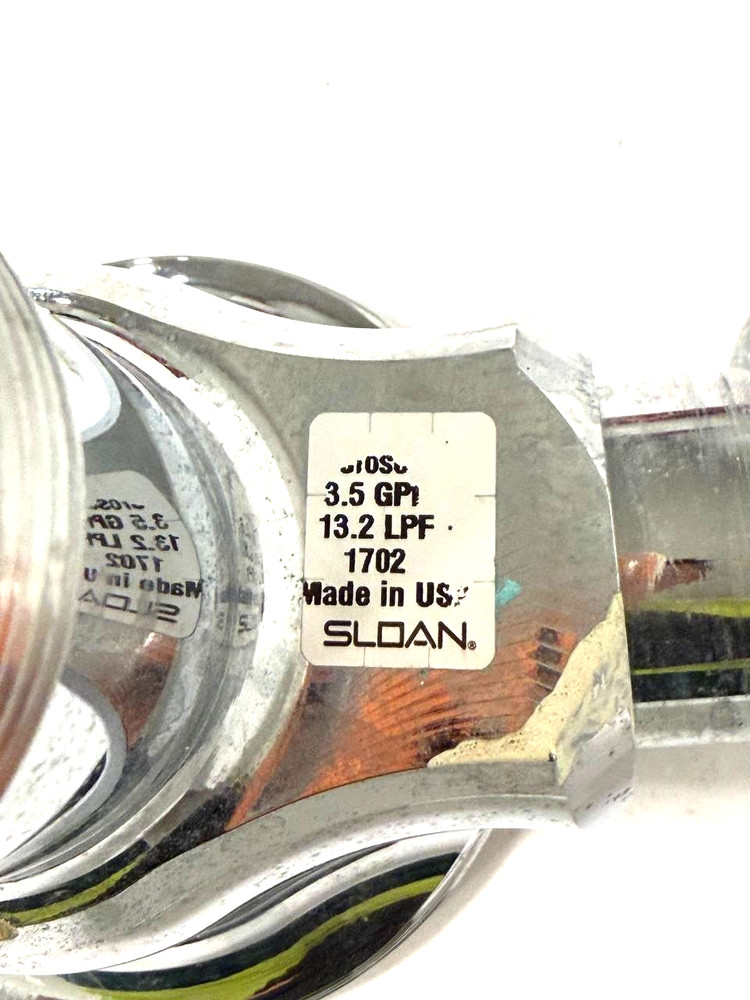 3.5 GP
13.2 LPF
1702
Made in US
SLOAN®